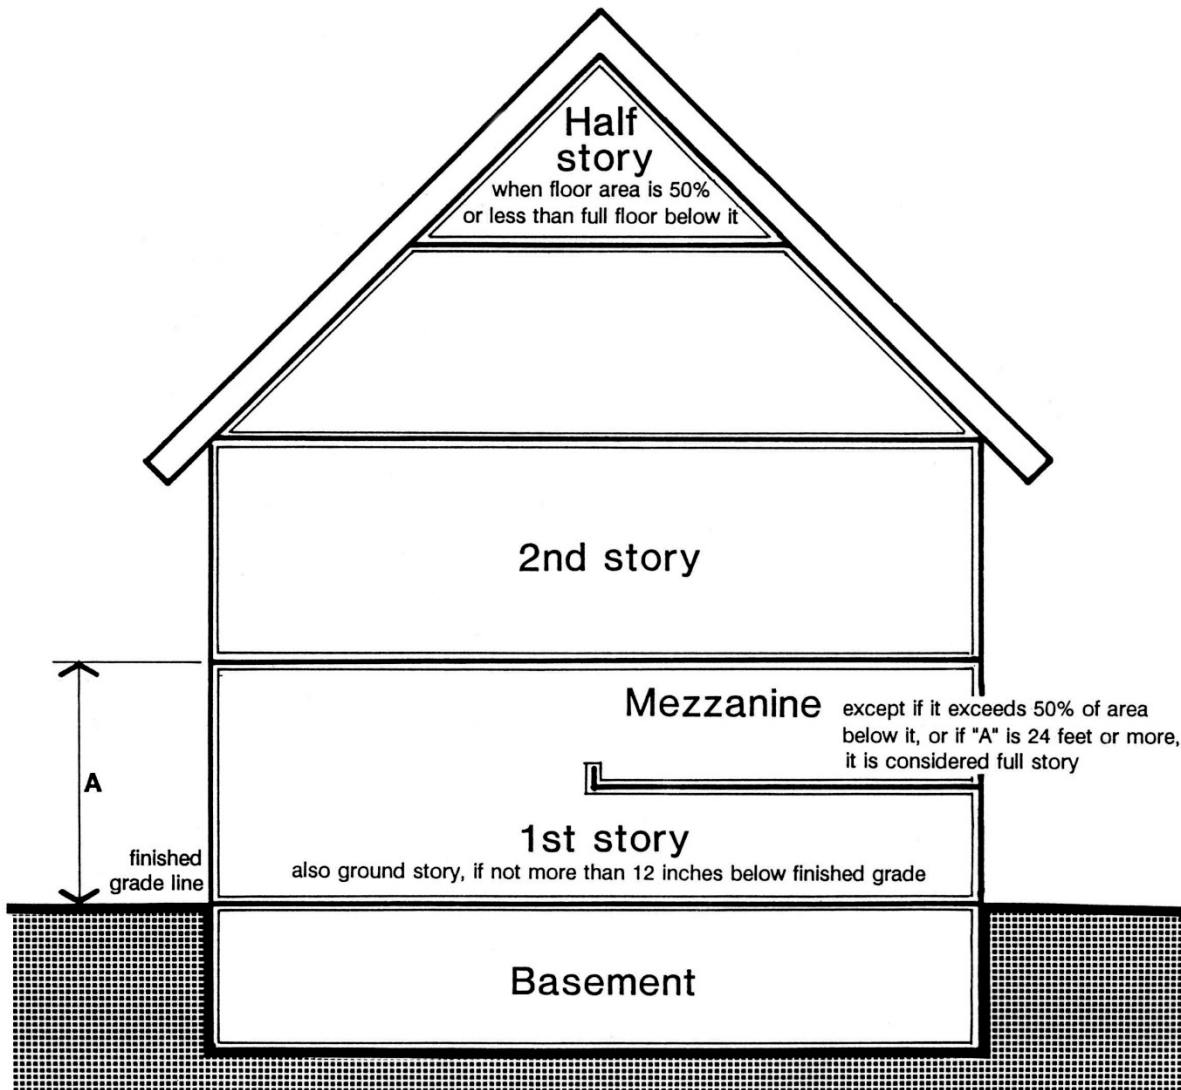 Half
story
when floor area is 50%
or less than full floor below it
2nd story
Mezzanine
except if it exceeds 50% of area
below it, or if "A" is 24 feet or more,
it is considered full story
A
1st story
also ground story, if not more than 12 inches below finished grade
finished
grade line
Basement